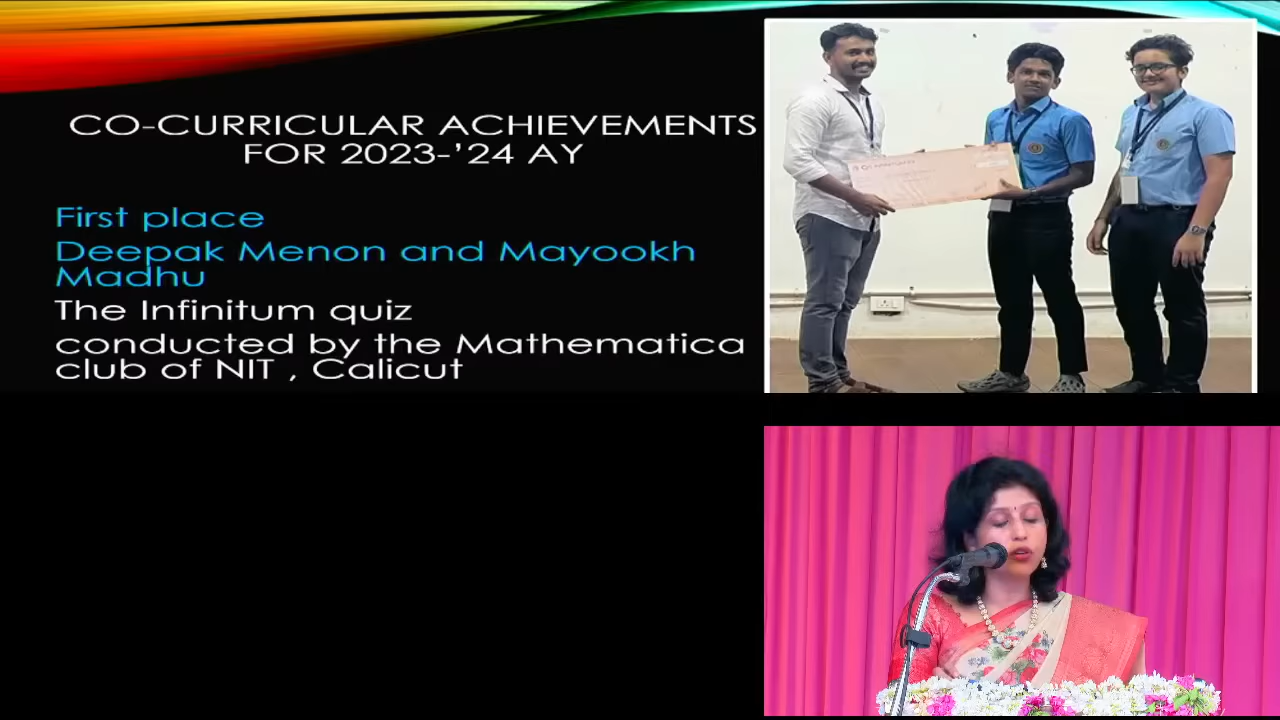 CO-CURRICULAR ACHIEVEMENTS
FOR 2023-’24 AY
First place
Deepak Menon and Mayookh
Madhu
The Infinitum quiz
conducted by the Mathematica
club of NIT , Calicut